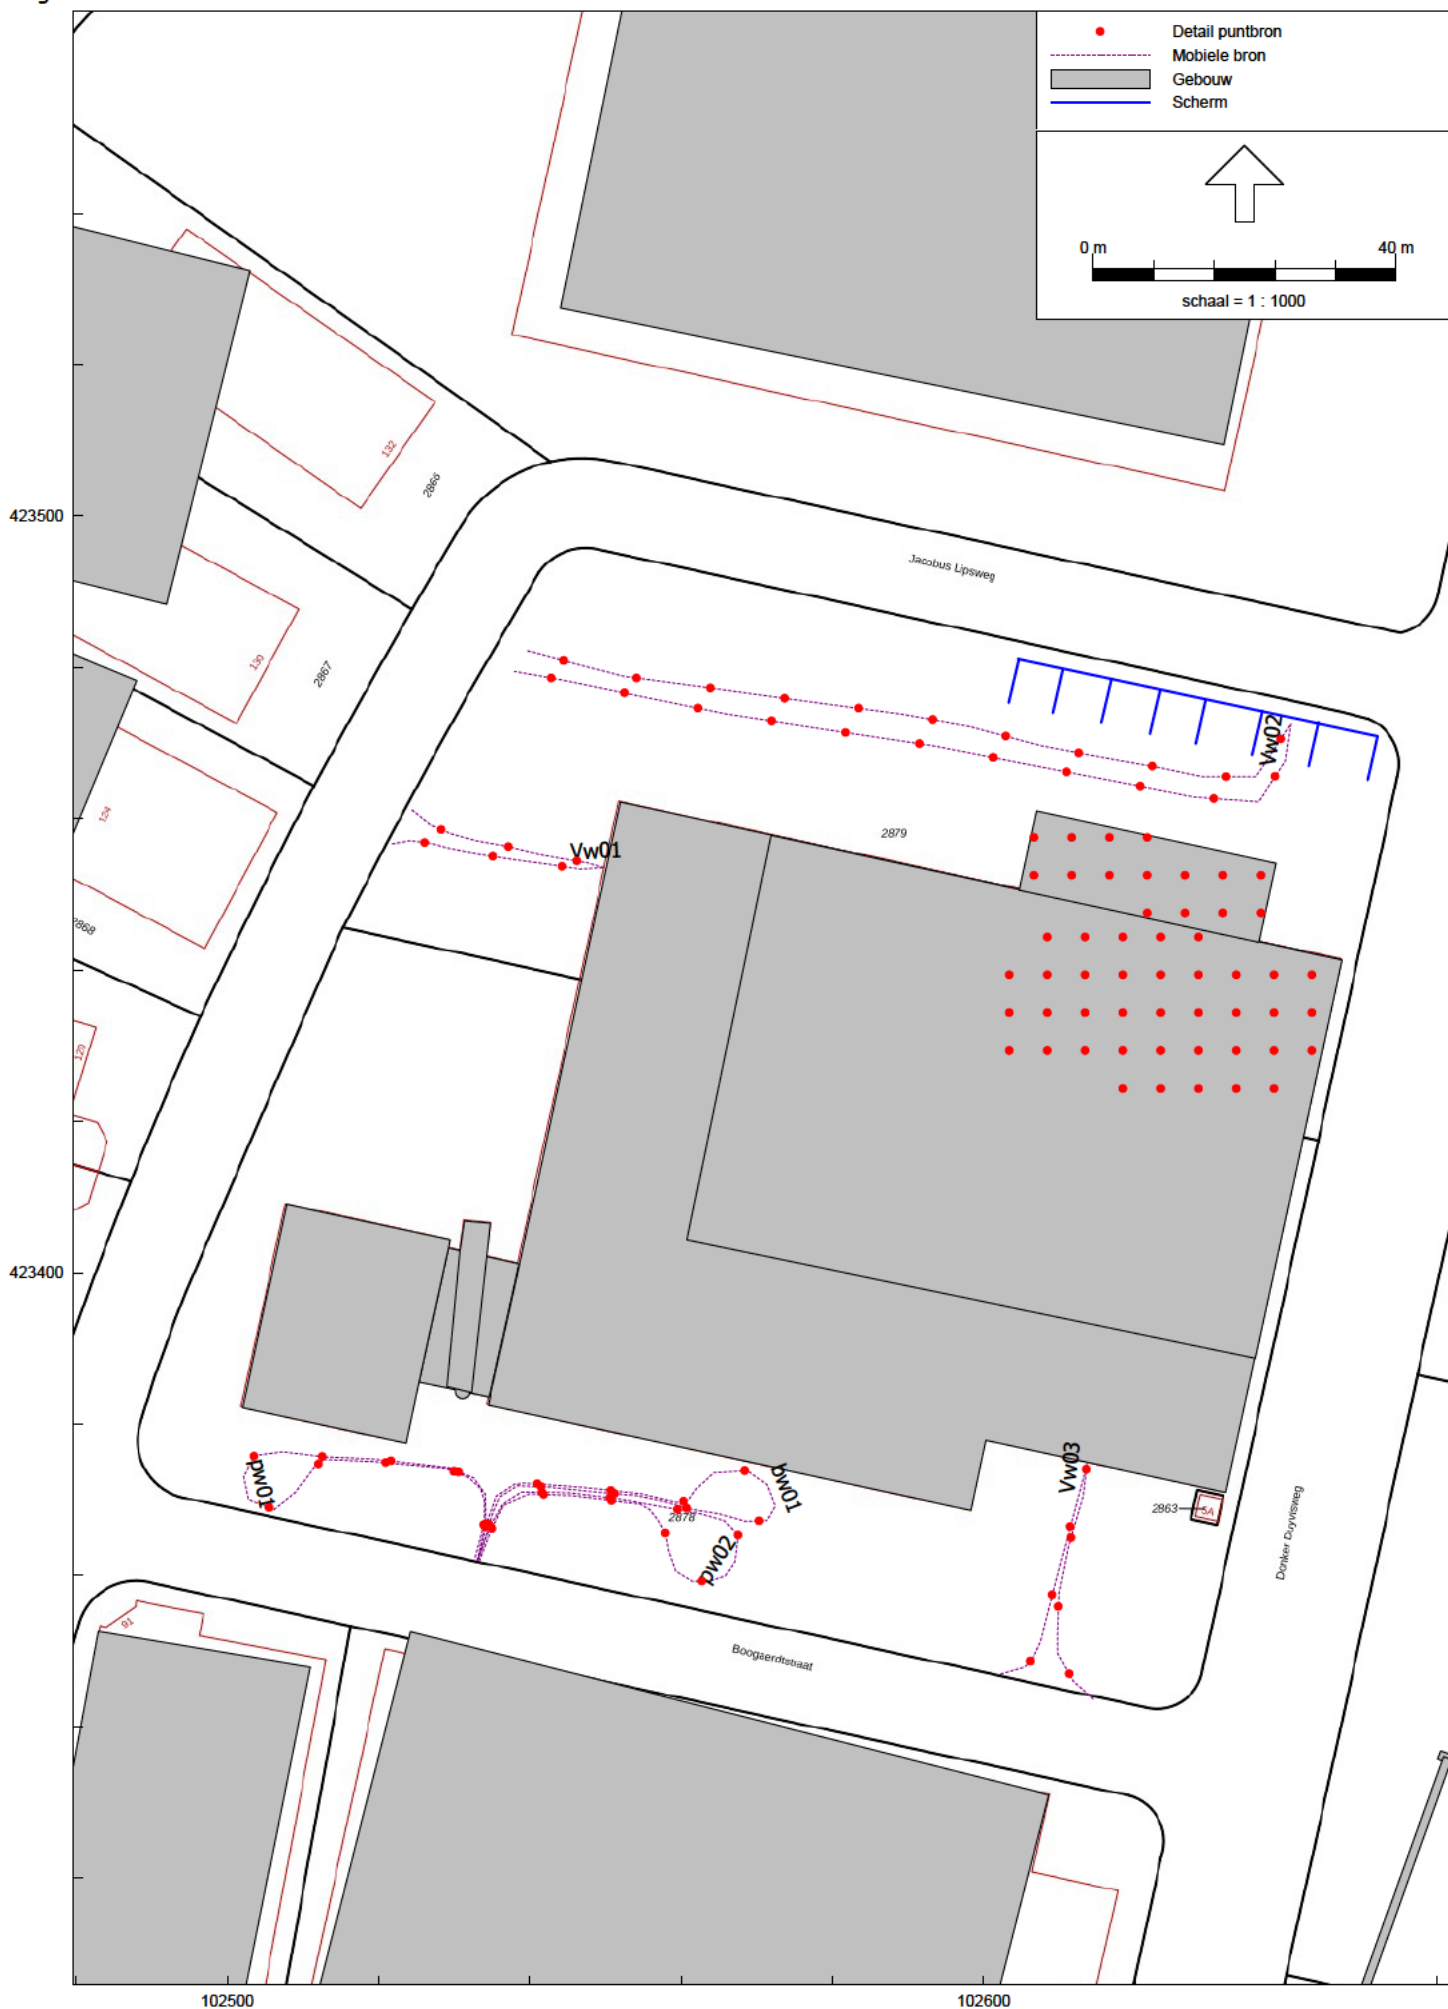 Detail puntbron
Mobiele bron
Gebouw
Scherm
0 m 40 m
schaal = 1 : 1000
132
2866
423500
Jacobus Lipsweg
130
2867
Vw02
124
Vw01
2879
2868
120
423400
pw01
bw01
Vw03
2878
2863
5A
pw02
Donker Duyvisweg
91
Boogaerdtstraat
102500
102600